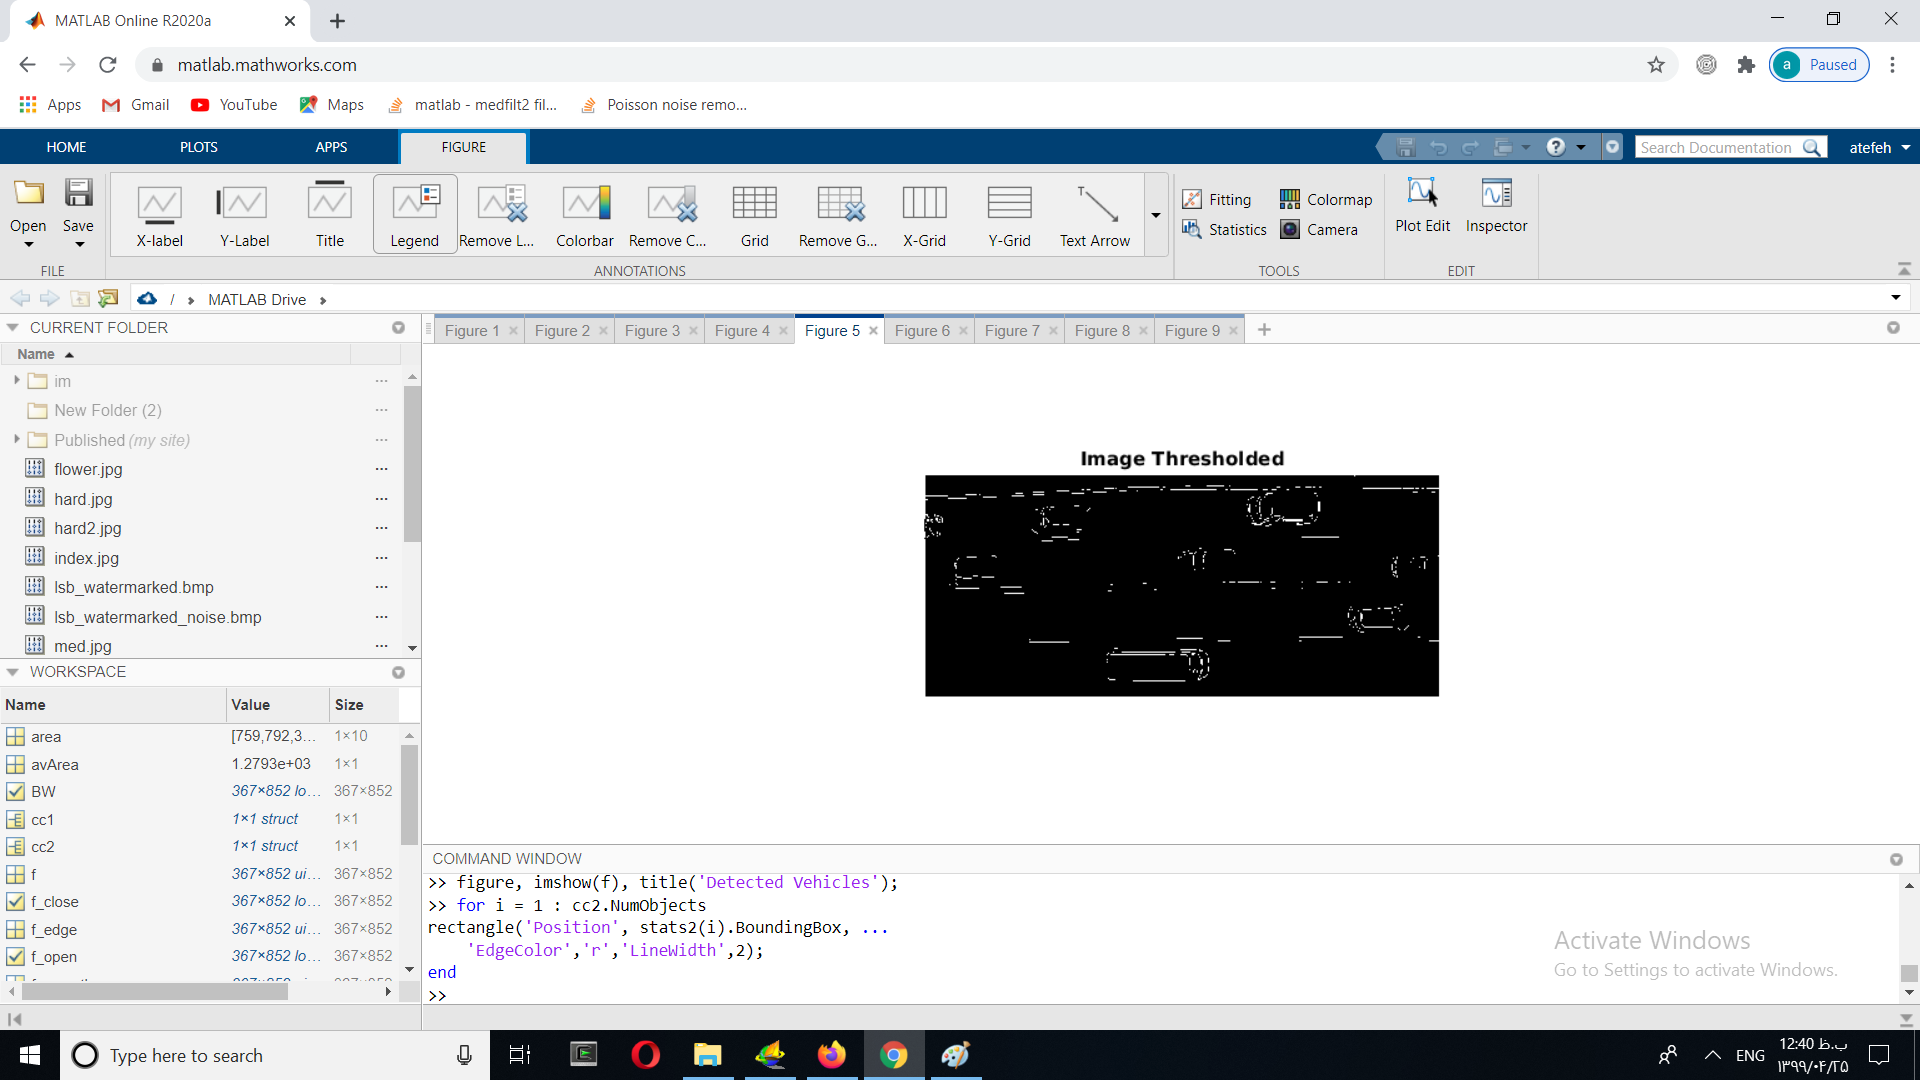 MATLAB Online R2020a
matlab.mathworks.com
a Paused
Apps Gmail YouTube Maps matlab - medfilt2 fil... Poisson noise remo...
HOME PLOTS APPS FIGURE
Search Documentation atefeh
Open Save X-label Y-Label Title Legend Remove L... Colorbar Remove C... Grid Remove G... X-Grid Y-Grid Text Arrow
Fitting Colormap
Statistics Camera
Plot Edit Inspector
FILE ANNOTATIONS TOOLS EDIT
/ MATLAB Drive
CURRENT FOLDER
Name
im
New Folder (2)
Published (my site)
flower.jpg
hard.jpg
hard2.jpg
index.jpg
lsb_watermarked.bmp
lsb_watermarked_noise.bmp
med.jpg
WORKSPACE
Name Value Size
area [759,792,3... 1×10
avArea 1.2793e+03 1×1
BW 367×852 lo... 367×852
cc1 1×1 struct 1×1
cc2 1×1 struct 1×1
f 367×852 ui... 367×852
f_close 367×852 lo... 367×852
f_edge 367×852 ui... 367×852
f_open 367×852 lo... 367×852
Figure 1 Figure 2 Figure 3 Figure 4 Figure 5 Figure 6 Figure 7 Figure 8 Figure 9
Image Thresholded
COMMAND WINDOW
>> figure, imshow(f), title('Detected Vehicles');
>> for i = 1 : cc2.NumObjects
rectangle('Position', stats2(i).BoundingBox, ...
'EdgeColor','r','LineWidth',2);
end
>>
Activate Windows
Go to Settings to activate Windows.
Type here to search
ENG
12:40 ب.ظ
۱۳۹۹/۰۴/۲۵